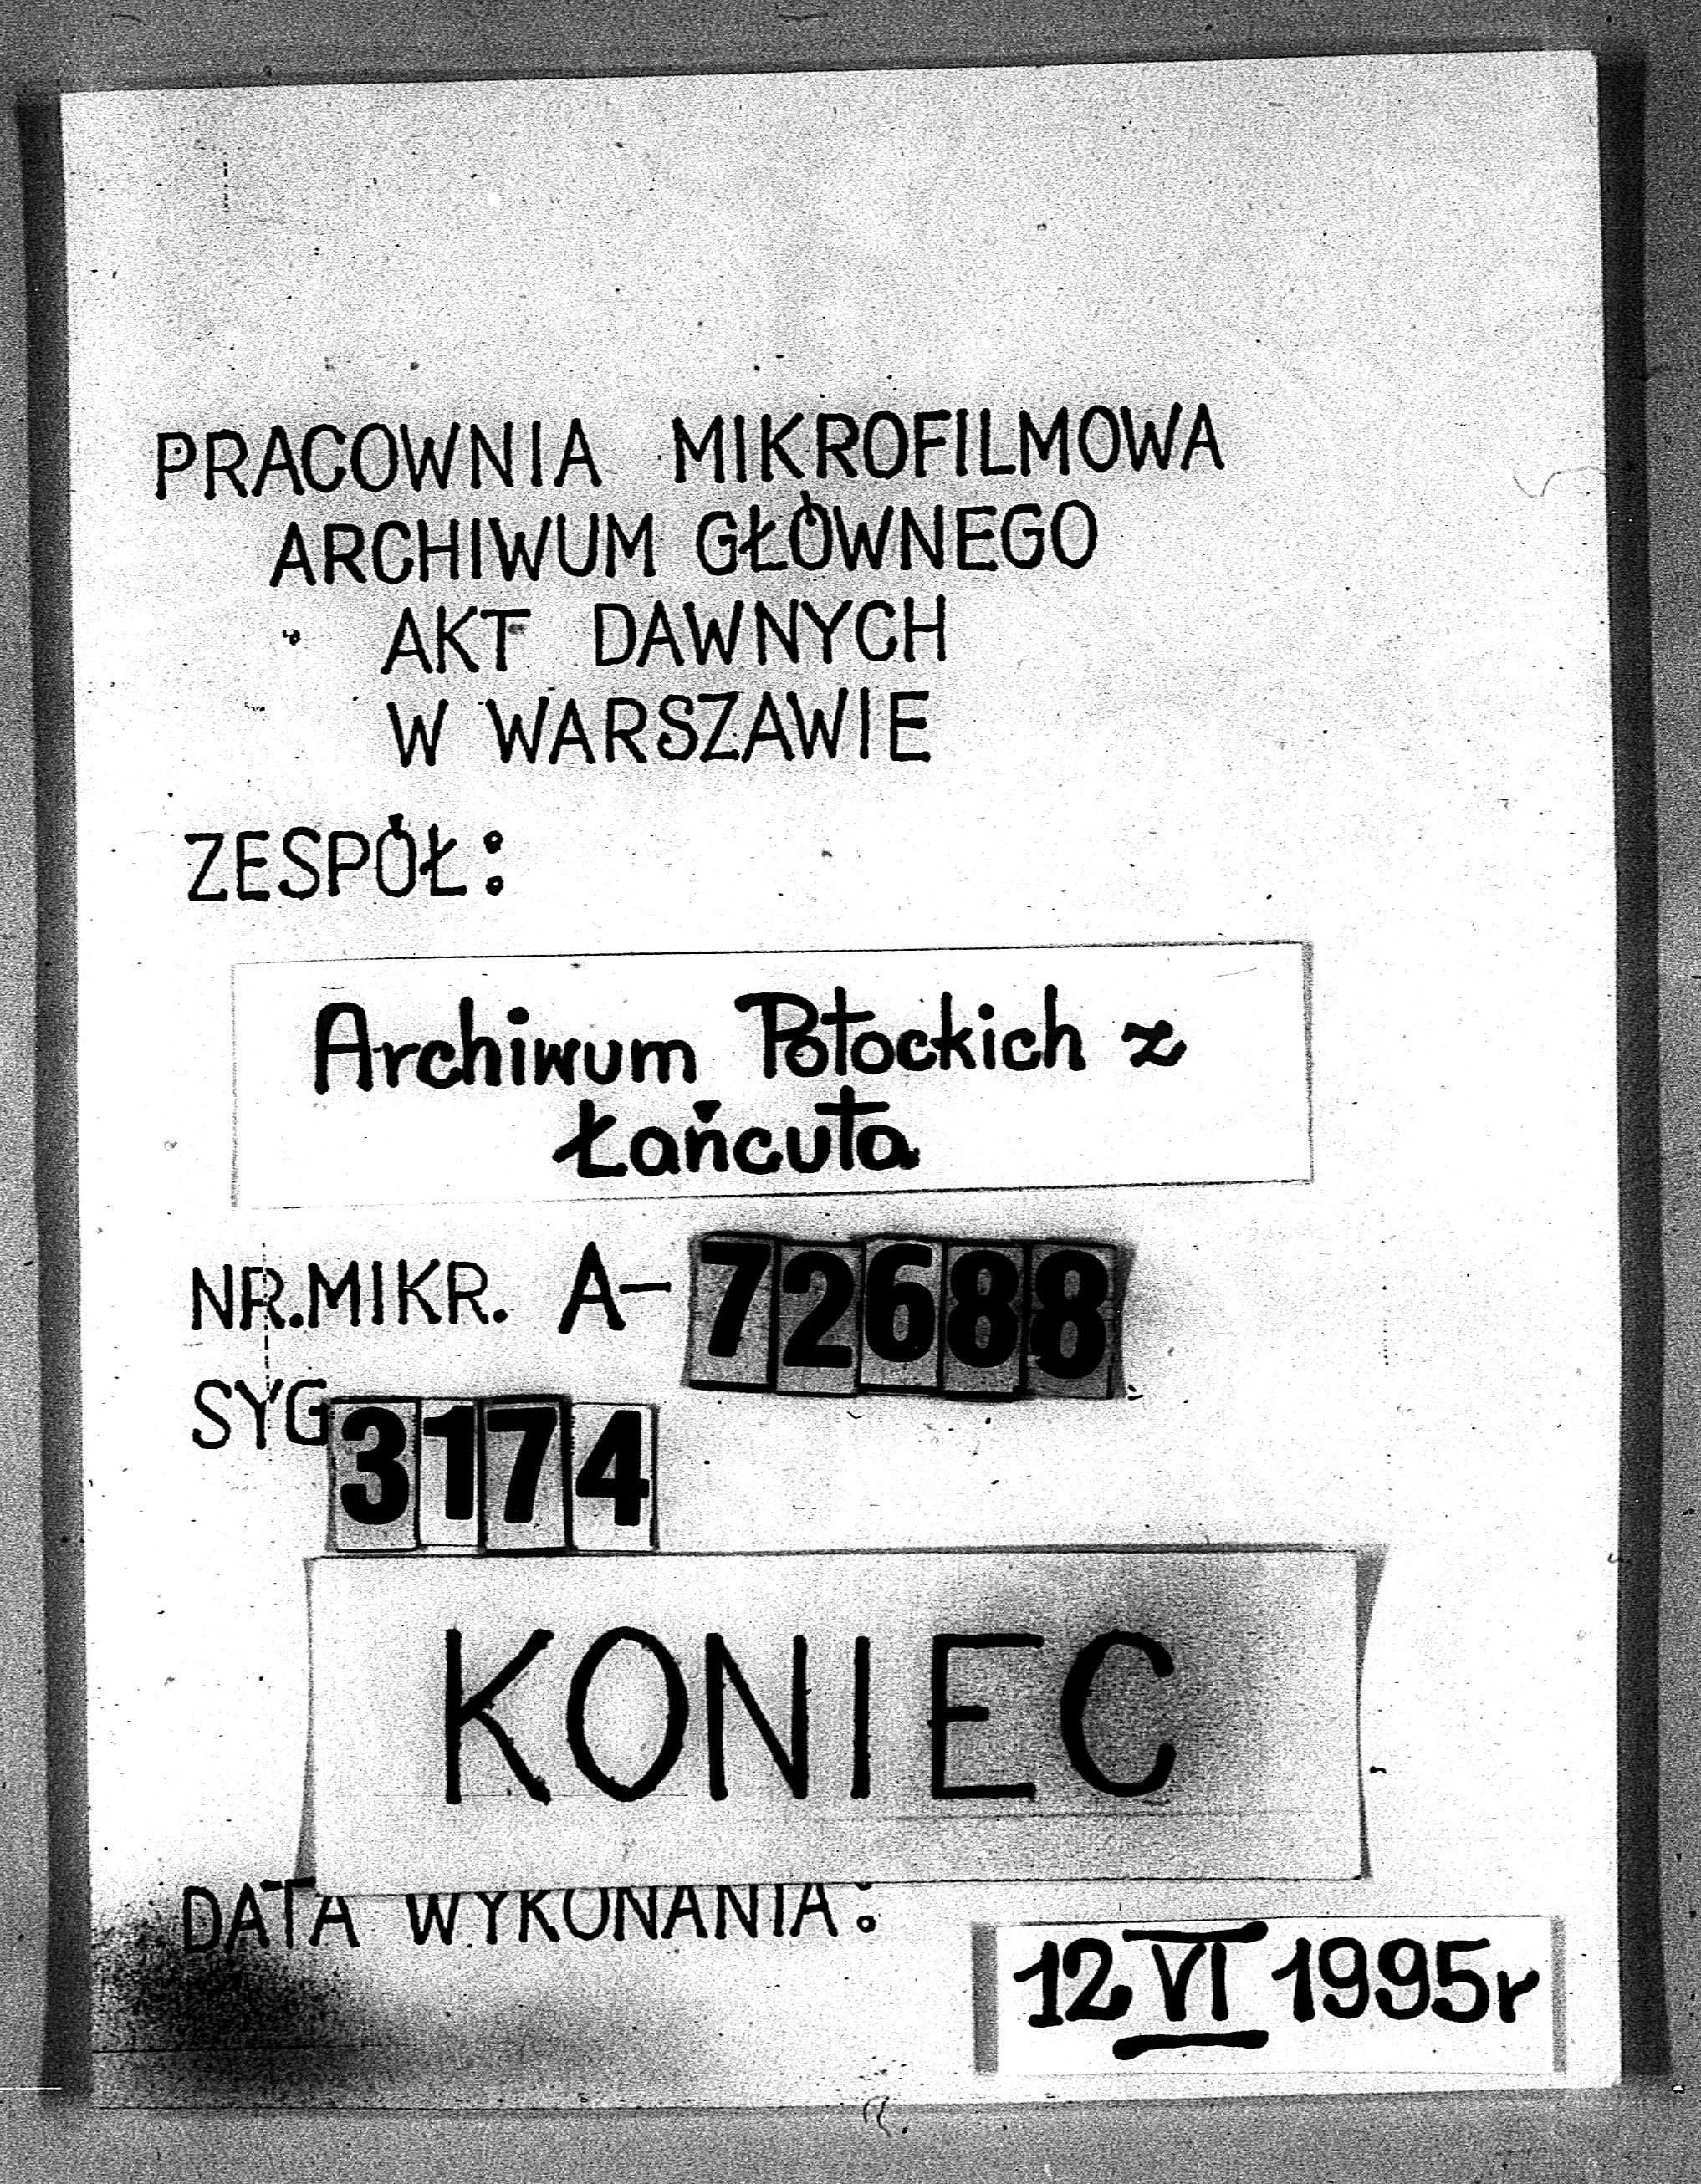 PRACOWNIA MIKROFILMOWA
ARCHIWUM GŁÓWNEGO
AKT DAWNYCH
W WARSZAWIE
ZESPÓŁ:
Archiwum Potockich z
Łańcuta
NR.MIKR. A-72688
SYG 3174
KONIEC
DATA WYKONANIA:
12 VI 1995r